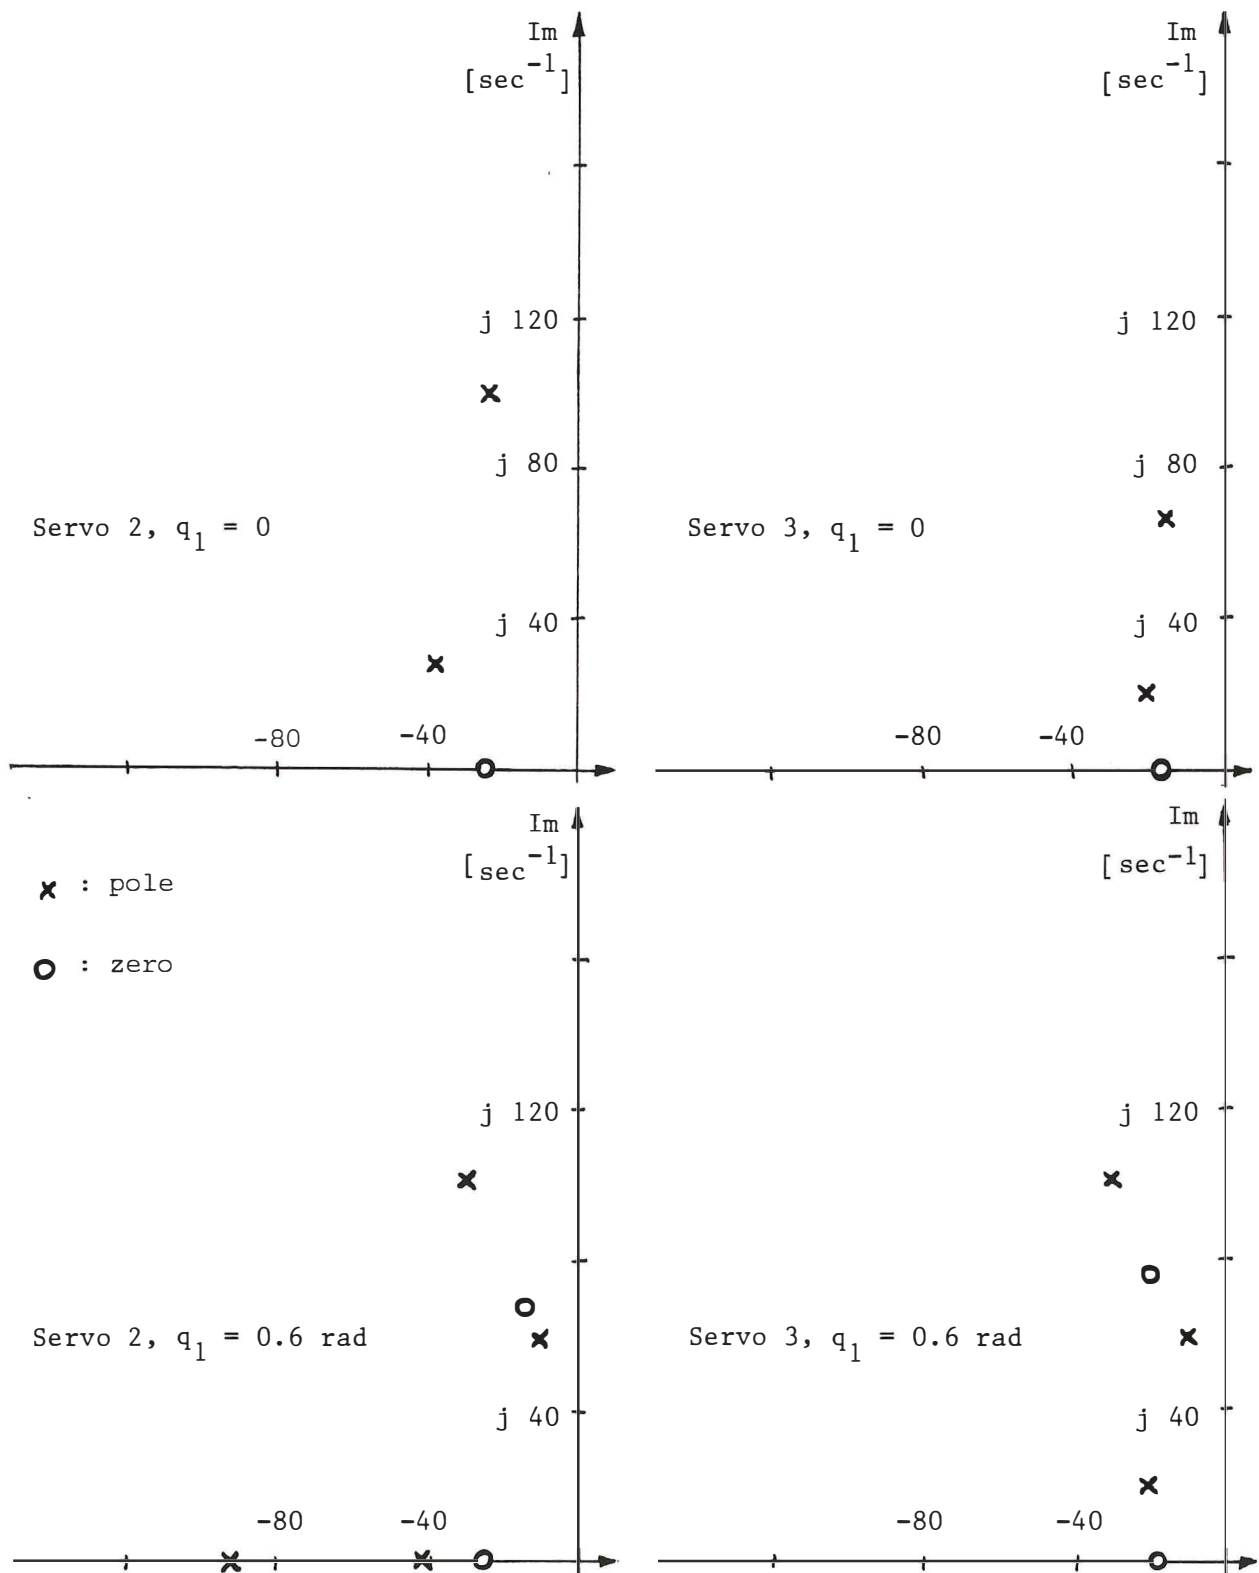 Im
[sec⁻¹]
j 120
j 80
Servo 2, q₁ = 0
j 40
-80 -40
Im
[sec⁻¹]
j 120
j 80
Servo 3, q₁ = 0
j 40
-80 -40
Im
[sec⁻¹]
x : pole
o : zero
j 120
Servo 2, q₁ = 0.6 rad
j 40
-80 -40
Im
[sec⁻¹]
j 120
Servo 3, q₁ = 0.6 rad
j 40
-80 -40